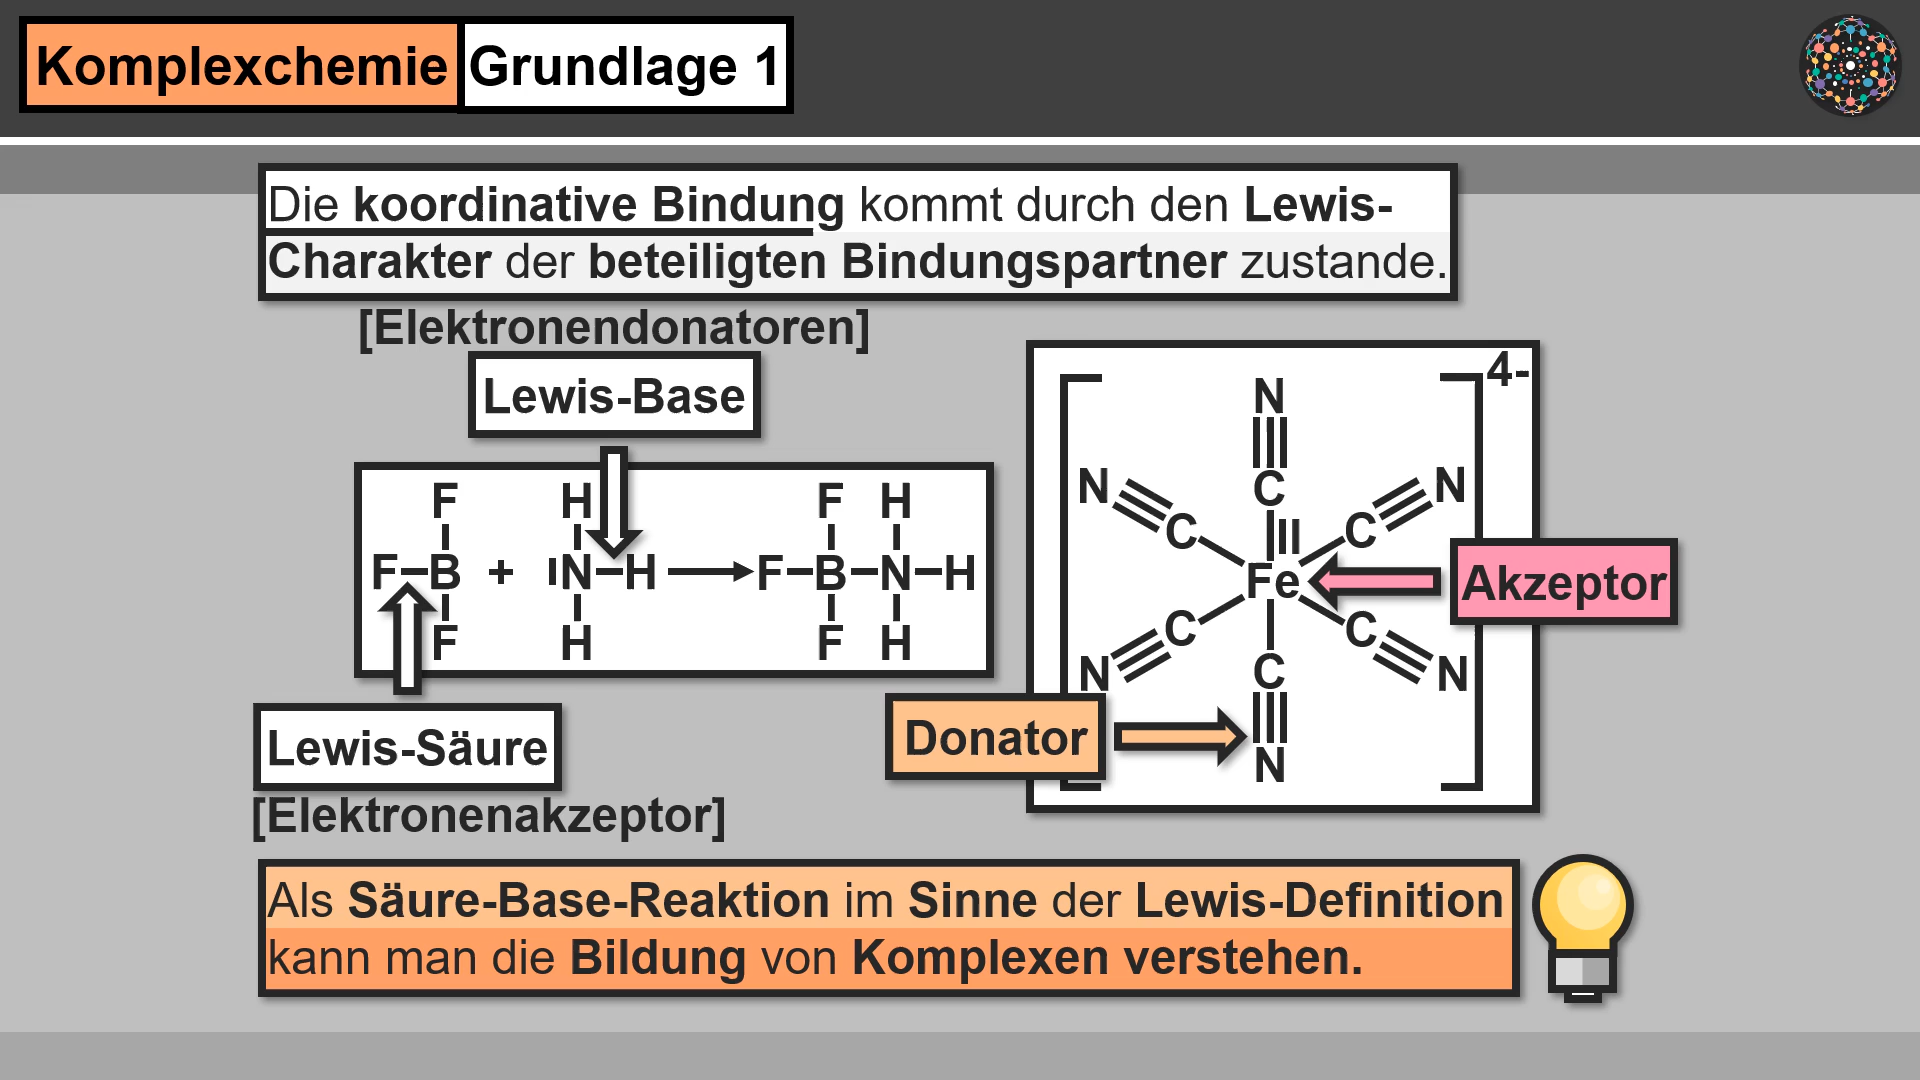 Komplexchemie Grundlage 1
Die koordinative Bindung kommt durch den Lewis-
Charakter der beteiligten Bindungspartner zustande.
[Elektronendonatoren]
Lewis-Base
F H F H
F–B + IN–H → F–B–N–H
F H F H
Lewis-Säure
[Elektronenakzeptor]
4-
N
N C N
C II C
Fe
Akzeptor
C C
N C N
Donator
N
Als Säure-Base-Reaktion im Sinne der Lewis-Definition
kann man die Bildung von Komplexen verstehen.